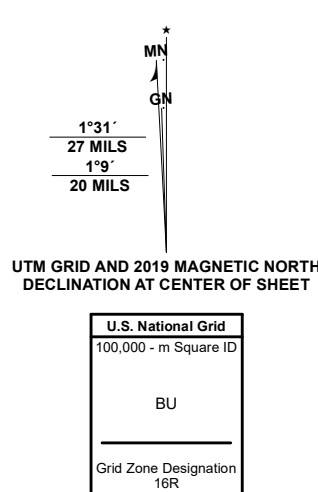 ★
MN
GN
1°31´
27 MILS
1°9´
20 MILS
UTM GRID AND 2019 MAGNETIC NORTH
DECLINATION AT CENTER OF SHEET
U.S. National Grid
100,000 - m Square ID
BU
Grid Zone Designation
16R